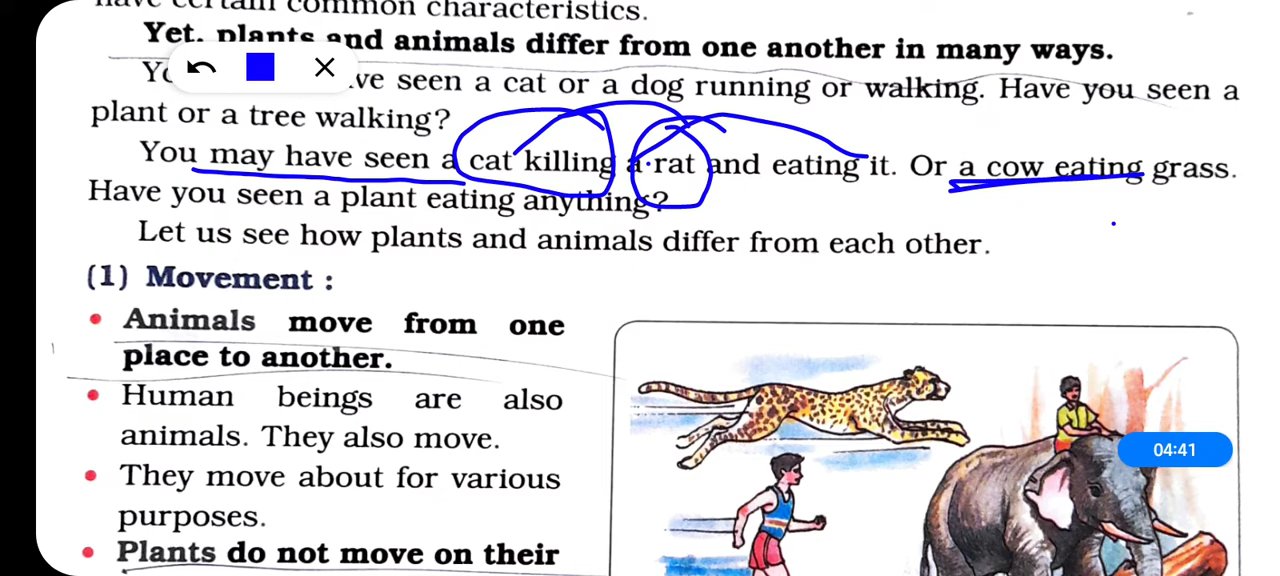 have certain common characteristics.
Yet, plants and animals differ from one another in many ways.
ve seen a cat or a dog running or walking. Have you seen a
plant or a tree walking?
You may have seen a cat killing a rat and eating it. Or a cow eating grass.
Have you seen a plant eating anything?
Let us see how plants and animals differ from each other.
(1) Movement :
• Animals move from one
place to another.
• Human beings are also
animals. They also move.
• They move about for various
purposes.
• Plants do not move on their
04:41